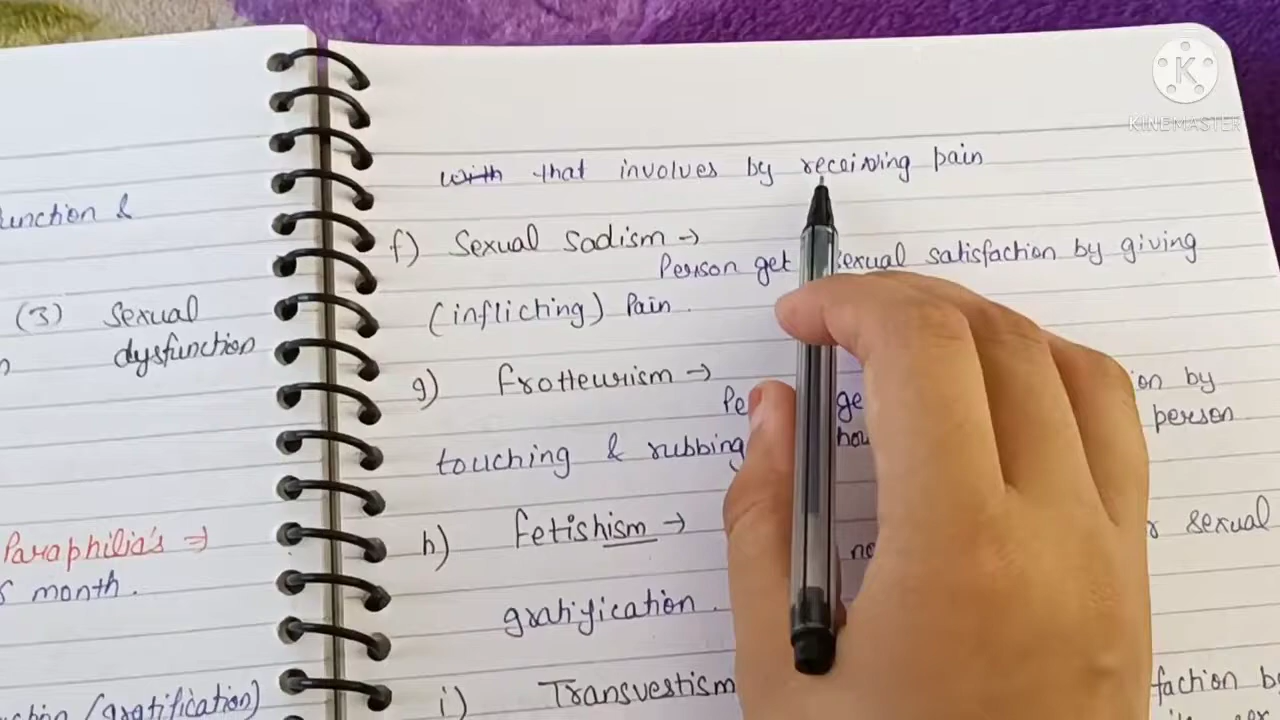 unction &
(3) Sexual
dysfunction
Paraphilia's ⇒
month.
(gratification)
with that involves by receiving pain
f) Sexual Sadism →
Person get sexual satisfaction by giving
(inflicting) Pain.
g) Frotteurism →
ion by
touching & rubbing person
h) Fetishism →
sexual
gratification.
i) Transvestism
faction
KINEMASTER